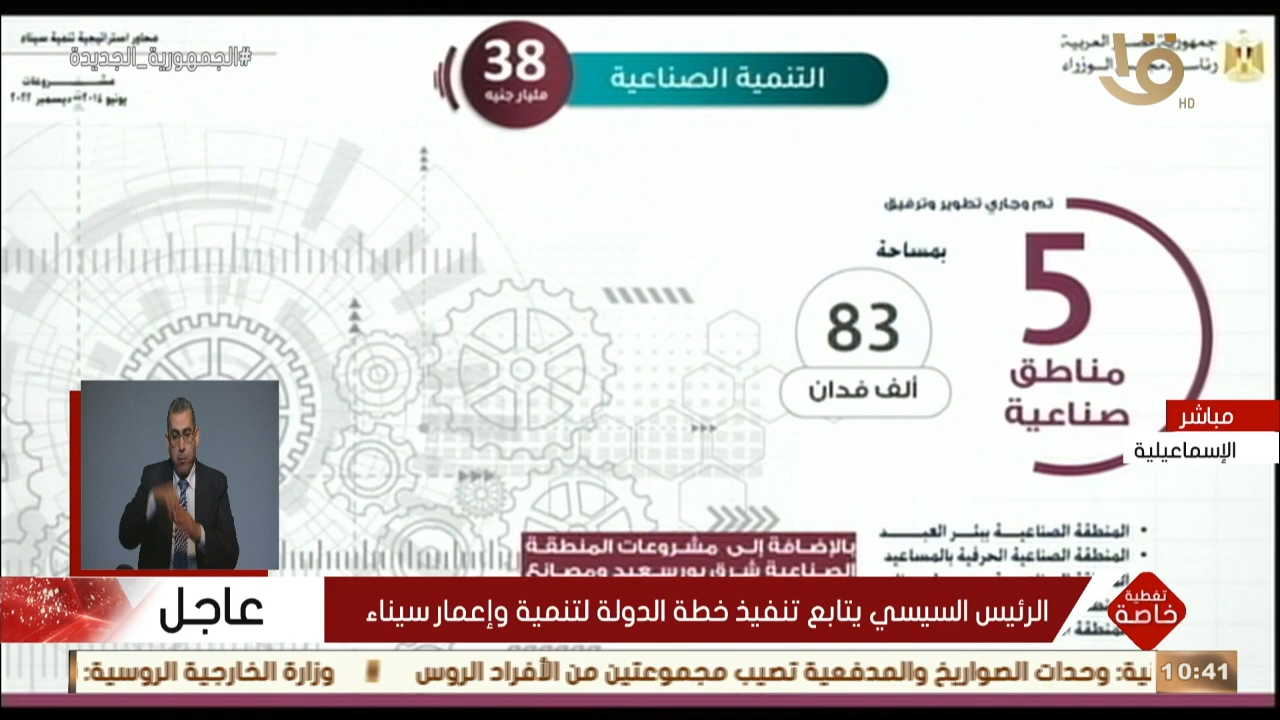 جمهورية مصر العربية
رئاسة مجلس الوزراء
HD
محاور استراتيجية تنمية سيناء
#الجمهورية_الجديدة
مشـــروعات
يونيو ٢٠١٤ - ديسمبر ٢٠٢٢
التنمية الصناعية
38
مليار جنيه
تم وجاري تطوير وترفيق
5
مناطق
صناعية
بمساحة
83
ألف فدان
مباشر
الإسماعيلية
• المنطقة الصناعية ببئر العبد
• المنطقة الصناعية الحرفية بالمساعيد
بالإضافة إلى مشروعات المنطقة
الصناعية شرق بورسعيد ومصانع
تغطية
خاصة
الرئيس السيسي يتابع تنفيذ خطة الدولة لتنمية وإعمار سيناء
عاجل
10:41
وحدات الصواريخ والمدفعية تصيب مجموعتين من الأفراد الروس
وزارة الخارجية الروسية: